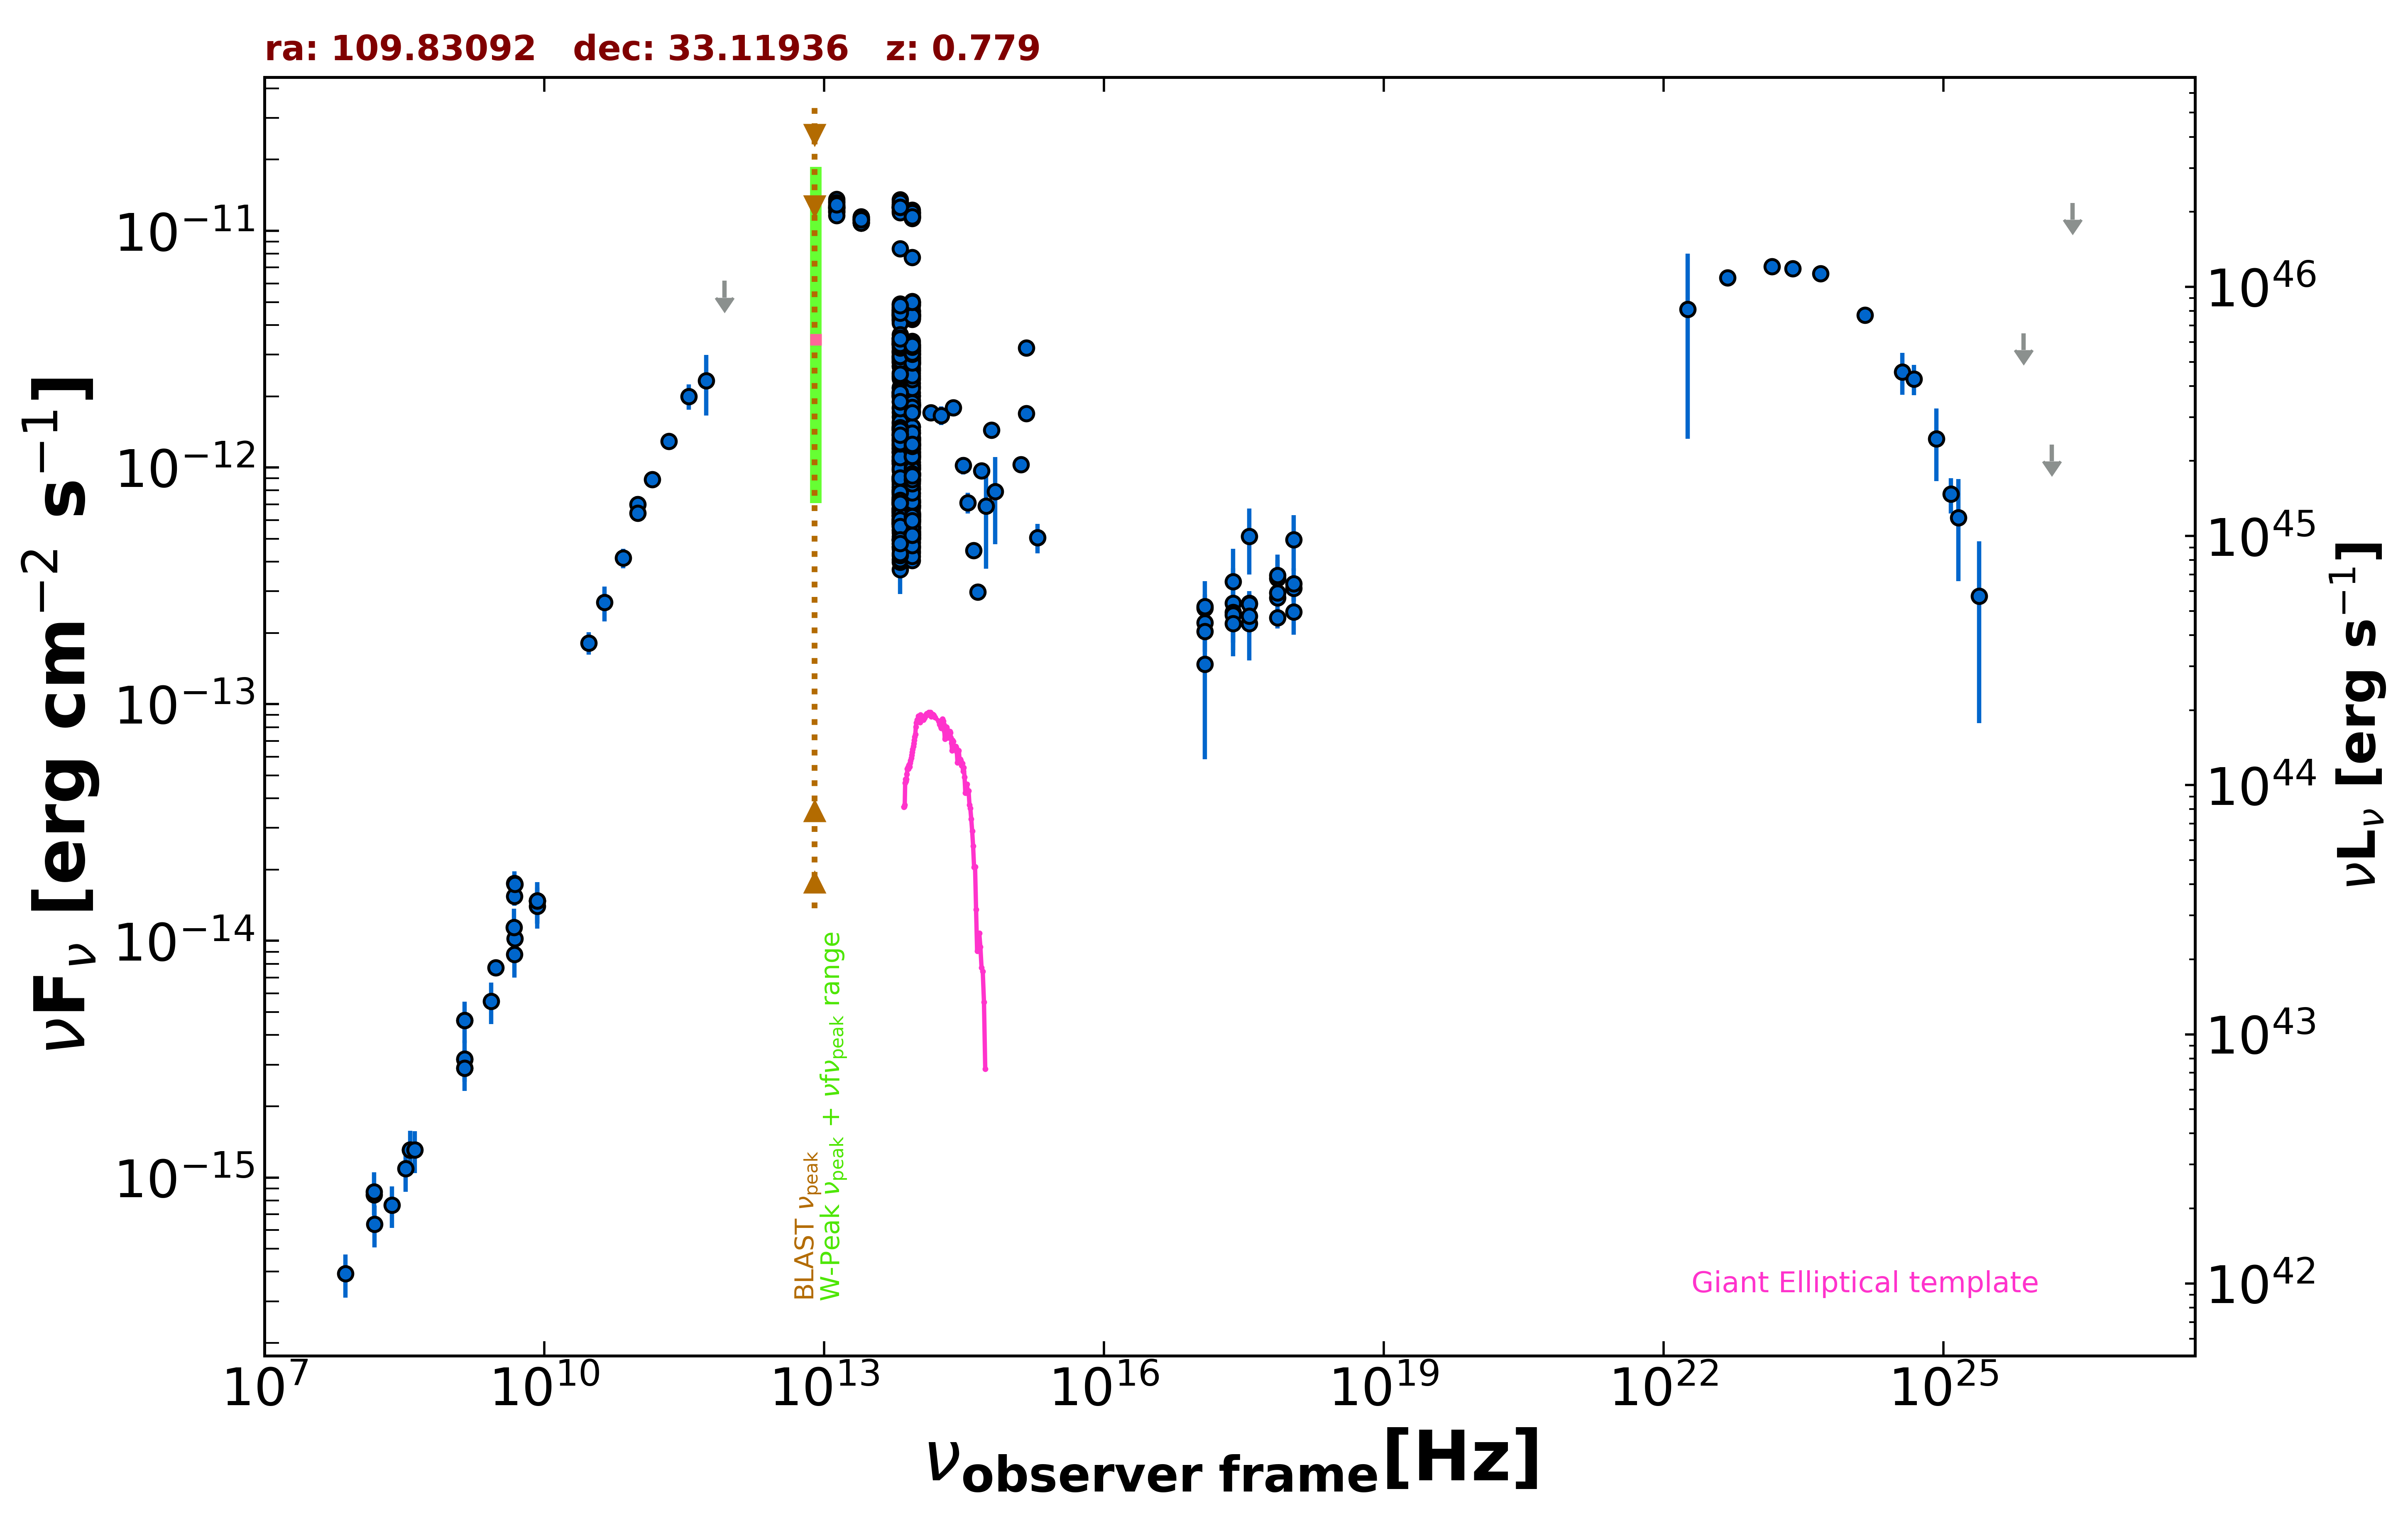 ra: 109.83092 dec: 33.11936 z: 0.779
νFν [erg cm−2 s−1]
10−11
10−12
10−13
10−14
10−15
1046
1045
1044
1043
1042
νLν [erg s−1]
BLAST νpeak
W-Peak νpeak + νfνpeak range
Giant Elliptical template
107 1010 1013 1016 1019 1022 1025
νobserver frame[Hz]